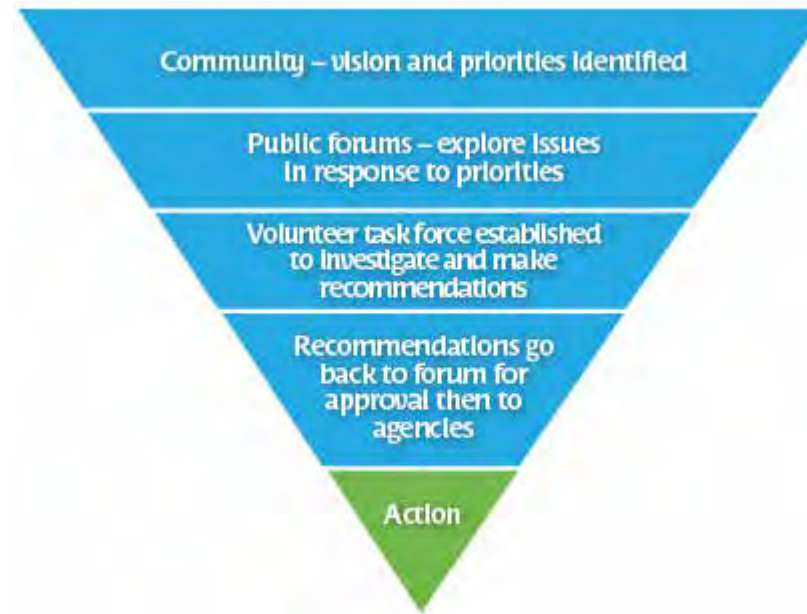 Community – vision and priorities identified
Public forums – explore issues
in response to priorities
Volunteer task force established
to investigate and make
recommendations
Recommendations go
back to forum for
approval then to
agencies
Action